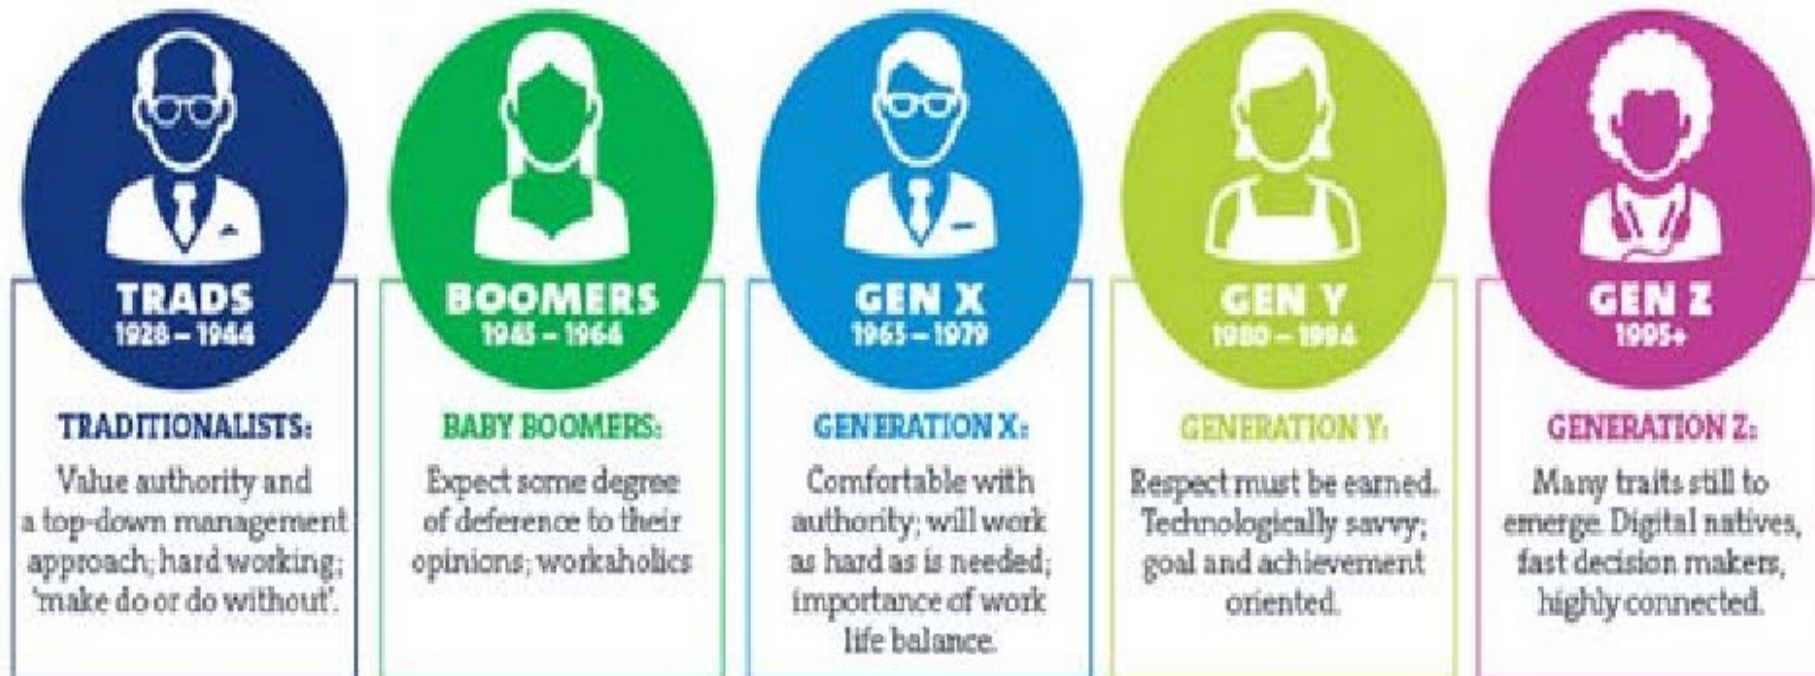 TRADS
1928 – 1944
TRADITIONALISTS:
Value authority and
a top-down management
approach; hard working;
'make do or do without'.
BOOMERS
1945 – 1964
BABY BOOMERS:
Expect some degree
of deference to their
opinions; workaholics
GEN X
1965 – 1979
GENERATION X:
Comfortable with
authority; will work
as hard as is needed;
importance of work
life balance.
GEN Y
1980 – 1994
GENERATION Y:
Respect must be earned.
Technologically savvy;
goal and achievement
oriented.
GEN Z
1995+
GENERATION Z:
Many traits still to
emerge. Digital natives,
fast decision makers,
highly connected.